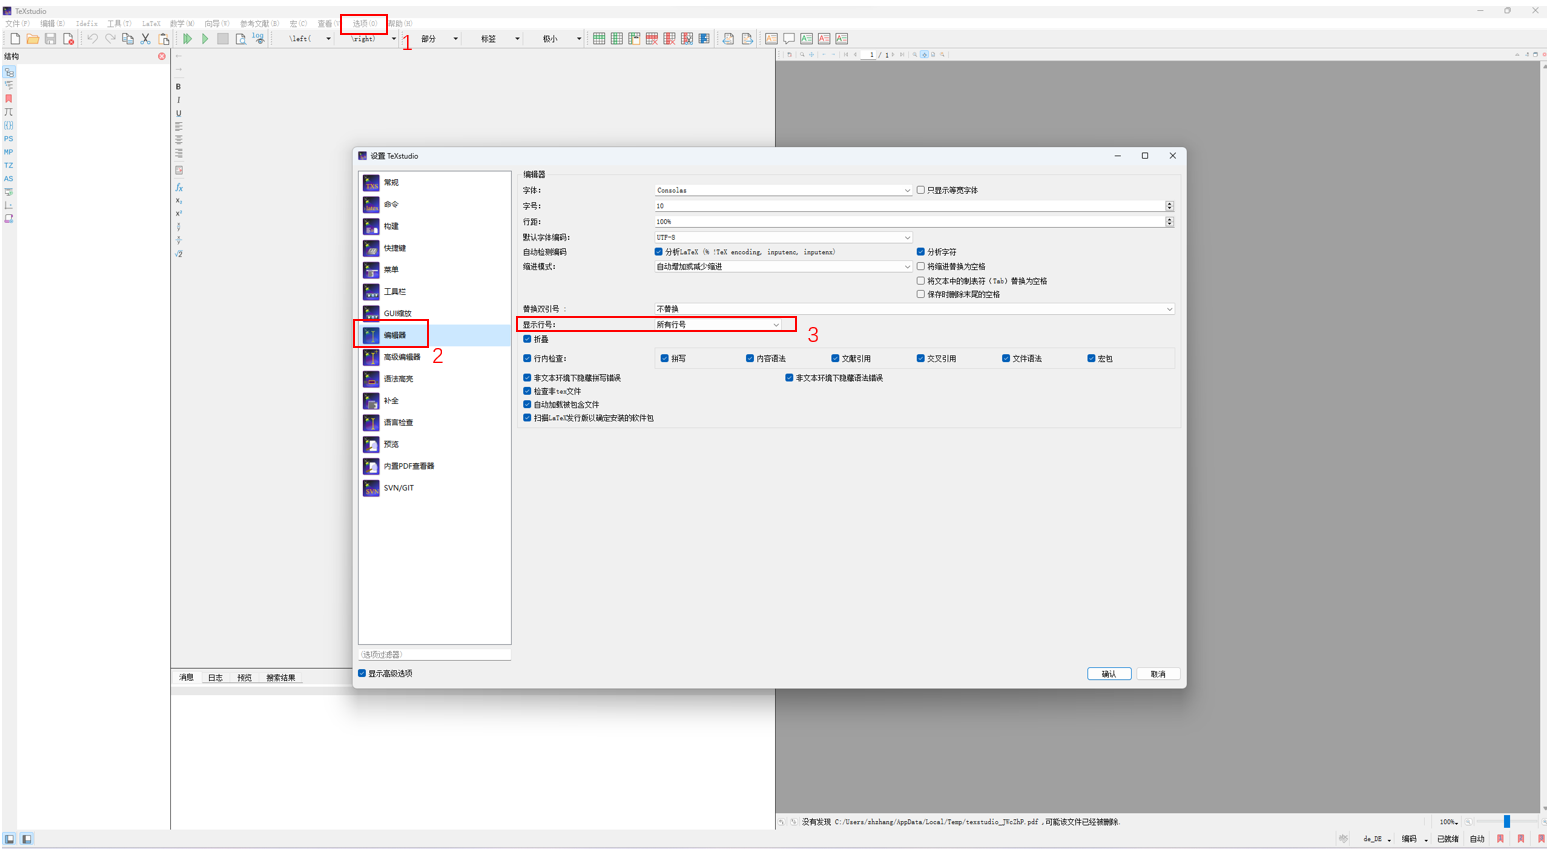 TeXstudio
文件(F) 编辑(E) Idefix 工具(T) LaTeX 数学(M) 向导(W) 参考文献(B) 宏(C) 查看(V) 选项(O) 帮助(H)
1
log
\left( \right) 部分 标签 极小
1 / 1
结构
B
I
U
PS
MP
TZ
AS
设置 TeXstudio
常规
命令
构建
快捷键
菜单
工具栏
GUI缩放
编辑器
2
高级编辑器
语法高亮
补全
语言检查
预览
内置PDF查看器
SVN/GIT
(选项过滤器)
显示高级选项
编辑器
字体: Consolas 只显示等宽字体
字号: 10
行距: 100%
默认字体编码: UTF-8
自动检测编码 分析LaTeX (% !TeX encoding, inputenc, inputenx) 分析字符
缩进模式: 自动增加或减少缩进 将缩进替换为空格
将文本中的制表符 (Tab) 替换为空格
保存时删除末尾的空格
替换双引号 : 不替换
显示行号: 所有行号
3
折叠
行内检查: 拼写 内容语法 文献引用 交叉引用 文件语法 宏包
非文本环境下隐藏拼写错误 非文本环境下隐藏语法错误
检查非tex文件
自动加载被包含文件
扫描LaTeX发行版以确定安装的软件包
确认 取消
消息 日志 预览 搜索结果
没有发现 C:/Users/zhzhang/AppData/Local/Temp/texstudio_JWcZhP.pdf ,可能该文件已经被删除.
100%
de_DE 编码 已就绪 自动